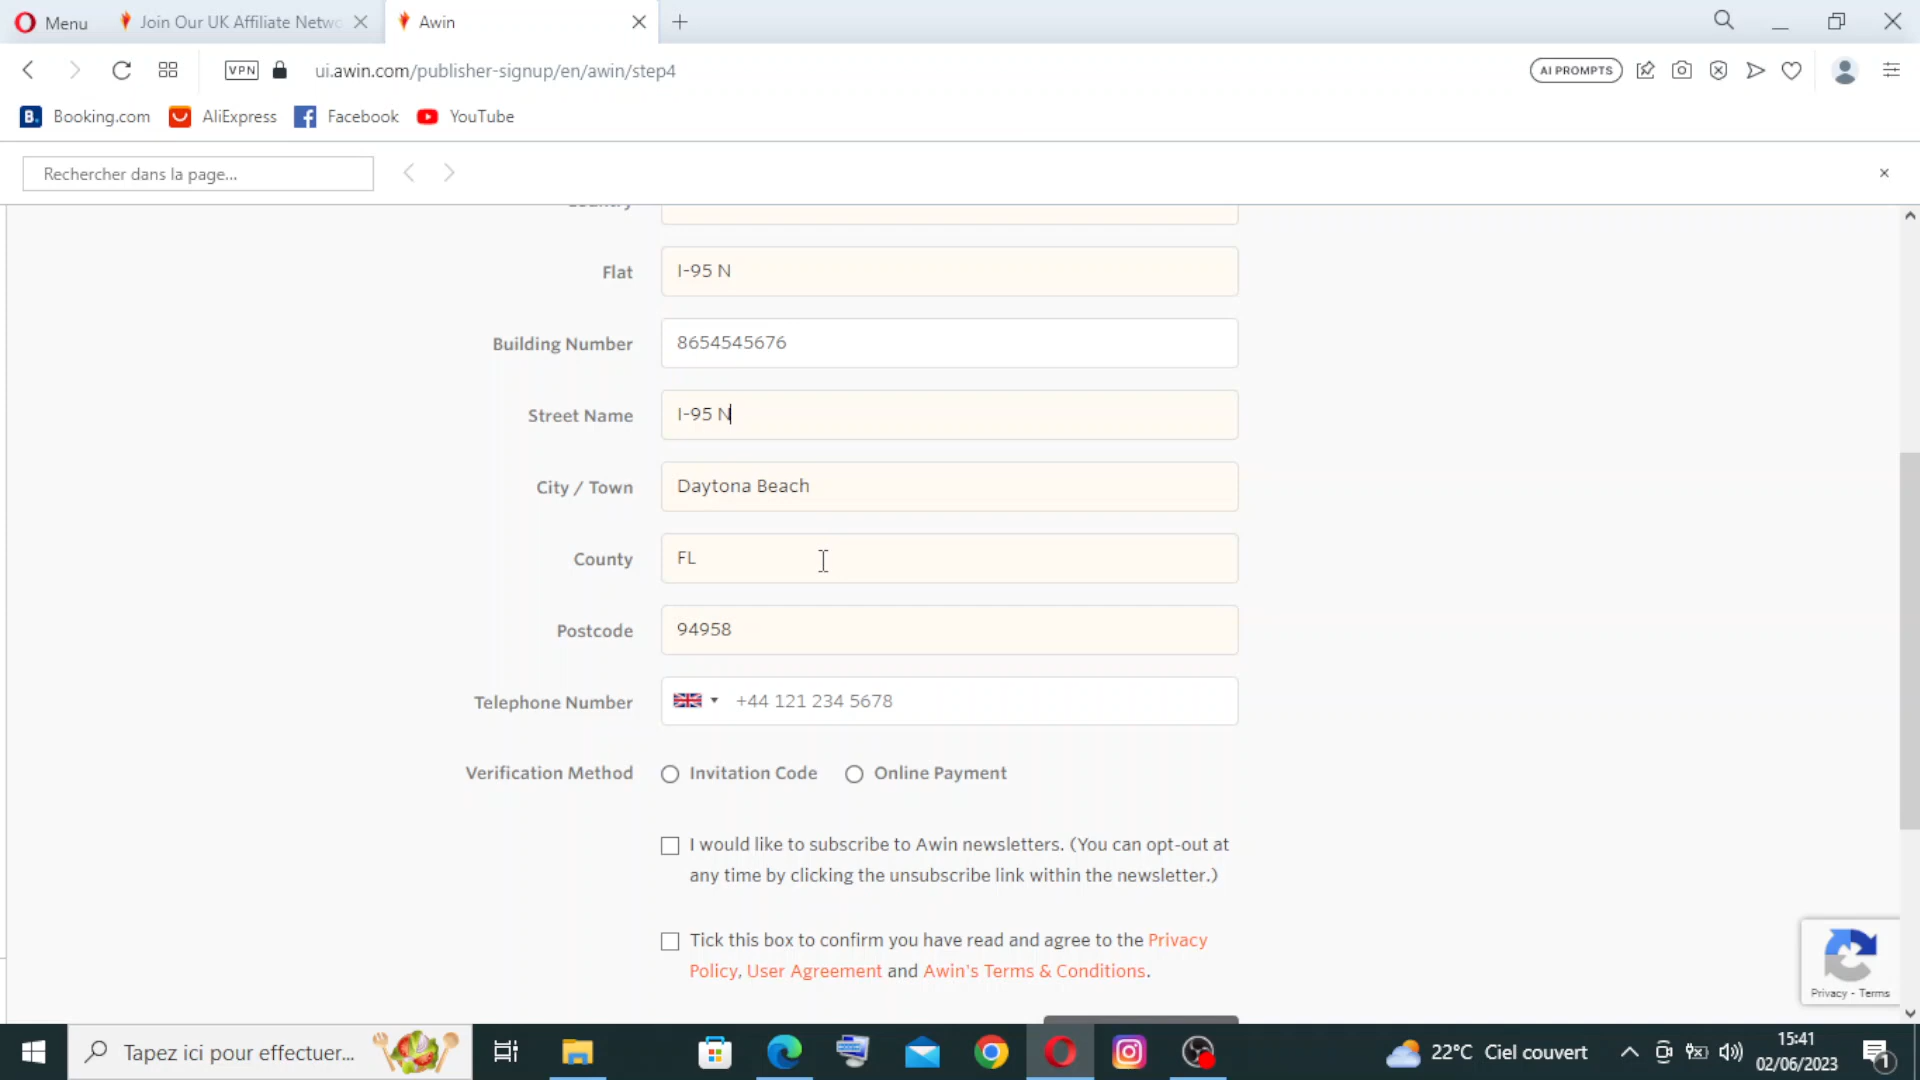 Menu
Join Our UK Affiliate Netwo
Awin
VPN
ui.awin.com/publisher-signup/en/awin/step4
AI PROMPTS
B. Booking.com
AliExpress
Facebook
YouTube
Rechercher dans la page...
Country
Flat
I-95 N
Building Number
8654545676
Street Name
I-95 N
City / Town
Daytona Beach
County
FL
Postcode
94958
Telephone Number
+44 121 234 5678
Verification Method
Invitation Code
Online Payment
I would like to subscribe to Awin newsletters. (You can opt-out at
any time by clicking the unsubscribe link within the newsletter.)
Tick this box to confirm you have read and agree to the Privacy
Policy, User Agreement and Awin's Terms & Conditions.
Privacy - Terms
Tapez ici pour effectuer...
22°C Ciel couvert
15:41
02/06/2023
1